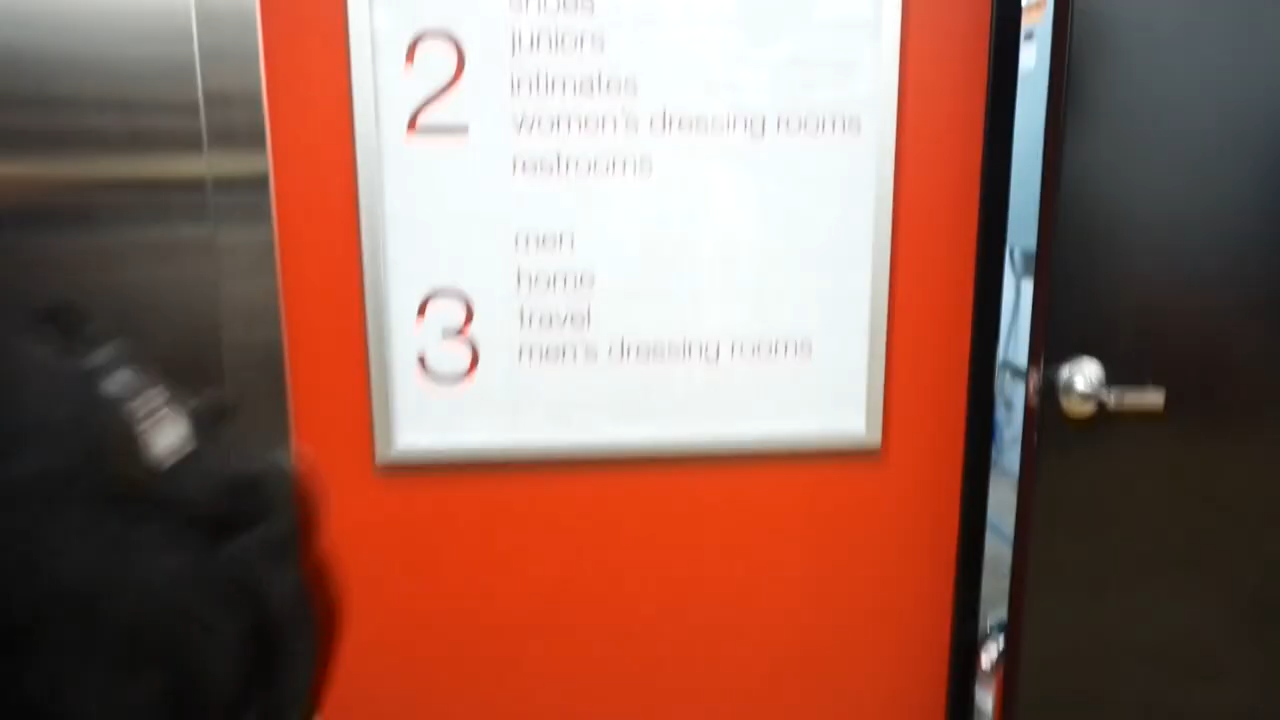 shoes
2
juniors
intimates
women's dressing rooms
restrooms
3
men
home
travel
men's dressing rooms